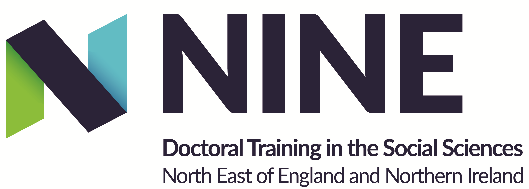 NINE
Doctoral Training in the Social Sciences
North East of England and Northern Ireland